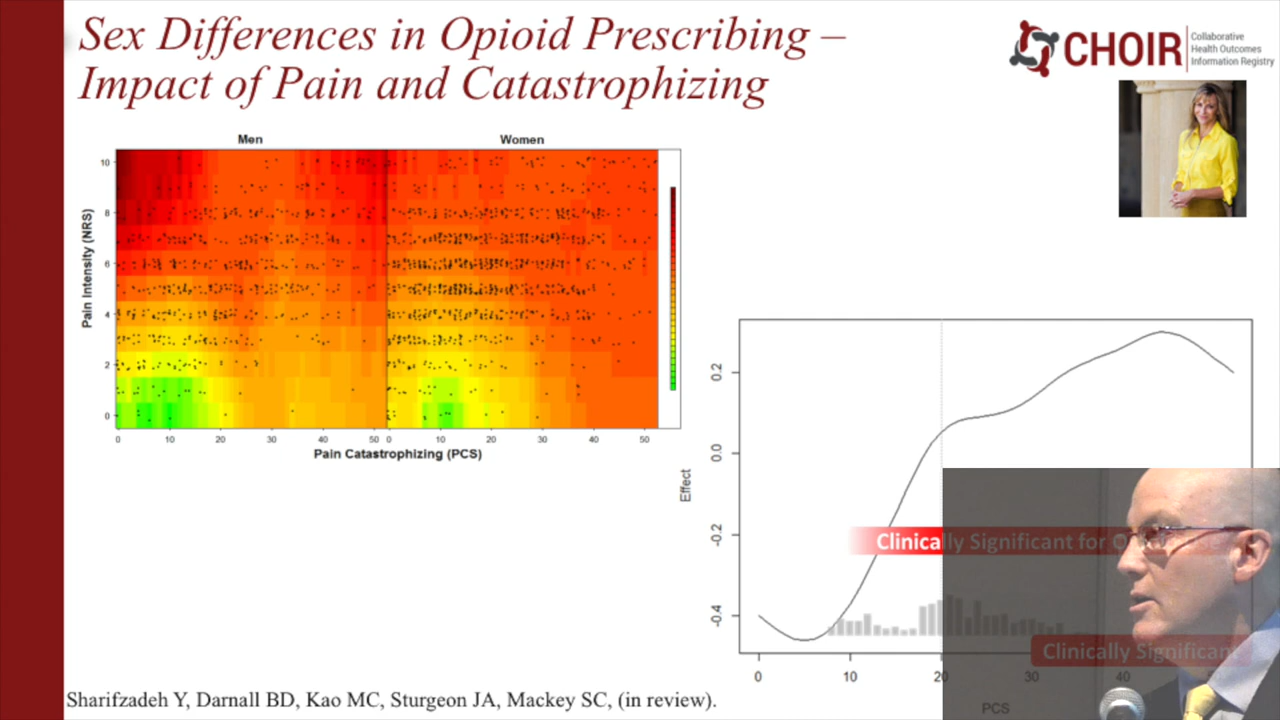 Sex Differences in Opioid Prescribing –
Impact of Pain and Catastrophizing
CHOIR
Collaborative
Health Outcomes
Information Registry
Men
Women
Pain Intensity (NRS)
10
8
6
4
2
0
0 10 20 30 40 50 0 10 20 30 40 50
Pain Catastrophizing (PCS)
Effect
0.2
0.0
-0.2
-0.4
Clinically Significant for
Clinically Significant
0 10 20 30 40
PCS
Sharifzadeh Y, Darnall BD, Kao MC, Sturgeon JA, Mackey SC, (in review).